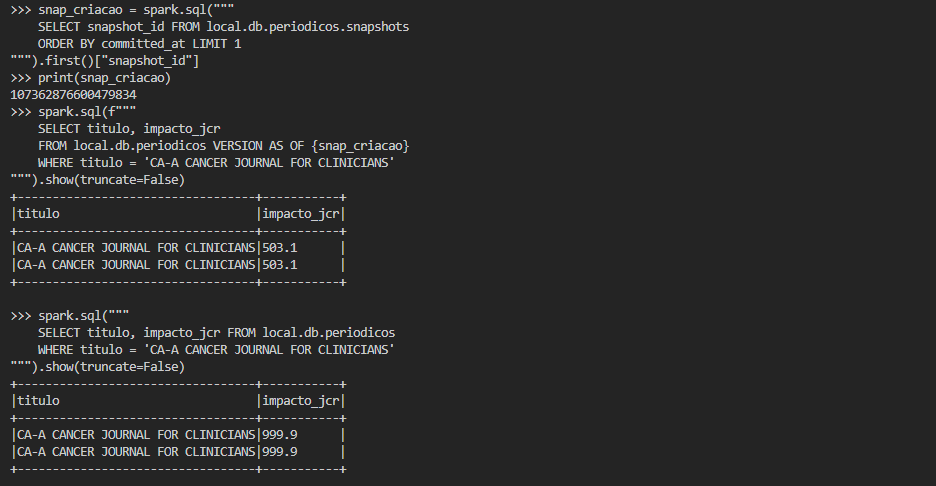 >>> snap_criacao = spark.sql("""
    SELECT snapshot_id FROM local.db.periodicos.snapshots
    ORDER BY committed_at LIMIT 1
""").first()["snapshot_id"]
>>> print(snap_criacao)
107362876600479834
>>> spark.sql(f"""
    SELECT titulo, impacto_jcr
    FROM local.db.periodicos VERSION AS OF {snap_criacao}
    WHERE titulo = 'CA-A CANCER JOURNAL FOR CLINICIANS'
""").show(truncate=False)
+----------------------------------+-----------+
|titulo                            |impacto_jcr|
+----------------------------------+-----------+
|CA-A CANCER JOURNAL FOR CLINICIANS|503.1      |
|CA-A CANCER JOURNAL FOR CLINICIANS|503.1      |
+----------------------------------+-----------+

>>> spark.sql("""
    SELECT titulo, impacto_jcr FROM local.db.periodicos
    WHERE titulo = 'CA-A CANCER JOURNAL FOR CLINICIANS'
""").show(truncate=False)
+----------------------------------+-----------+
|titulo                            |impacto_jcr|
+----------------------------------+-----------+
|CA-A CANCER JOURNAL FOR CLINICIANS|999.9      |
|CA-A CANCER JOURNAL FOR CLINICIANS|999.9      |
+----------------------------------+-----------+